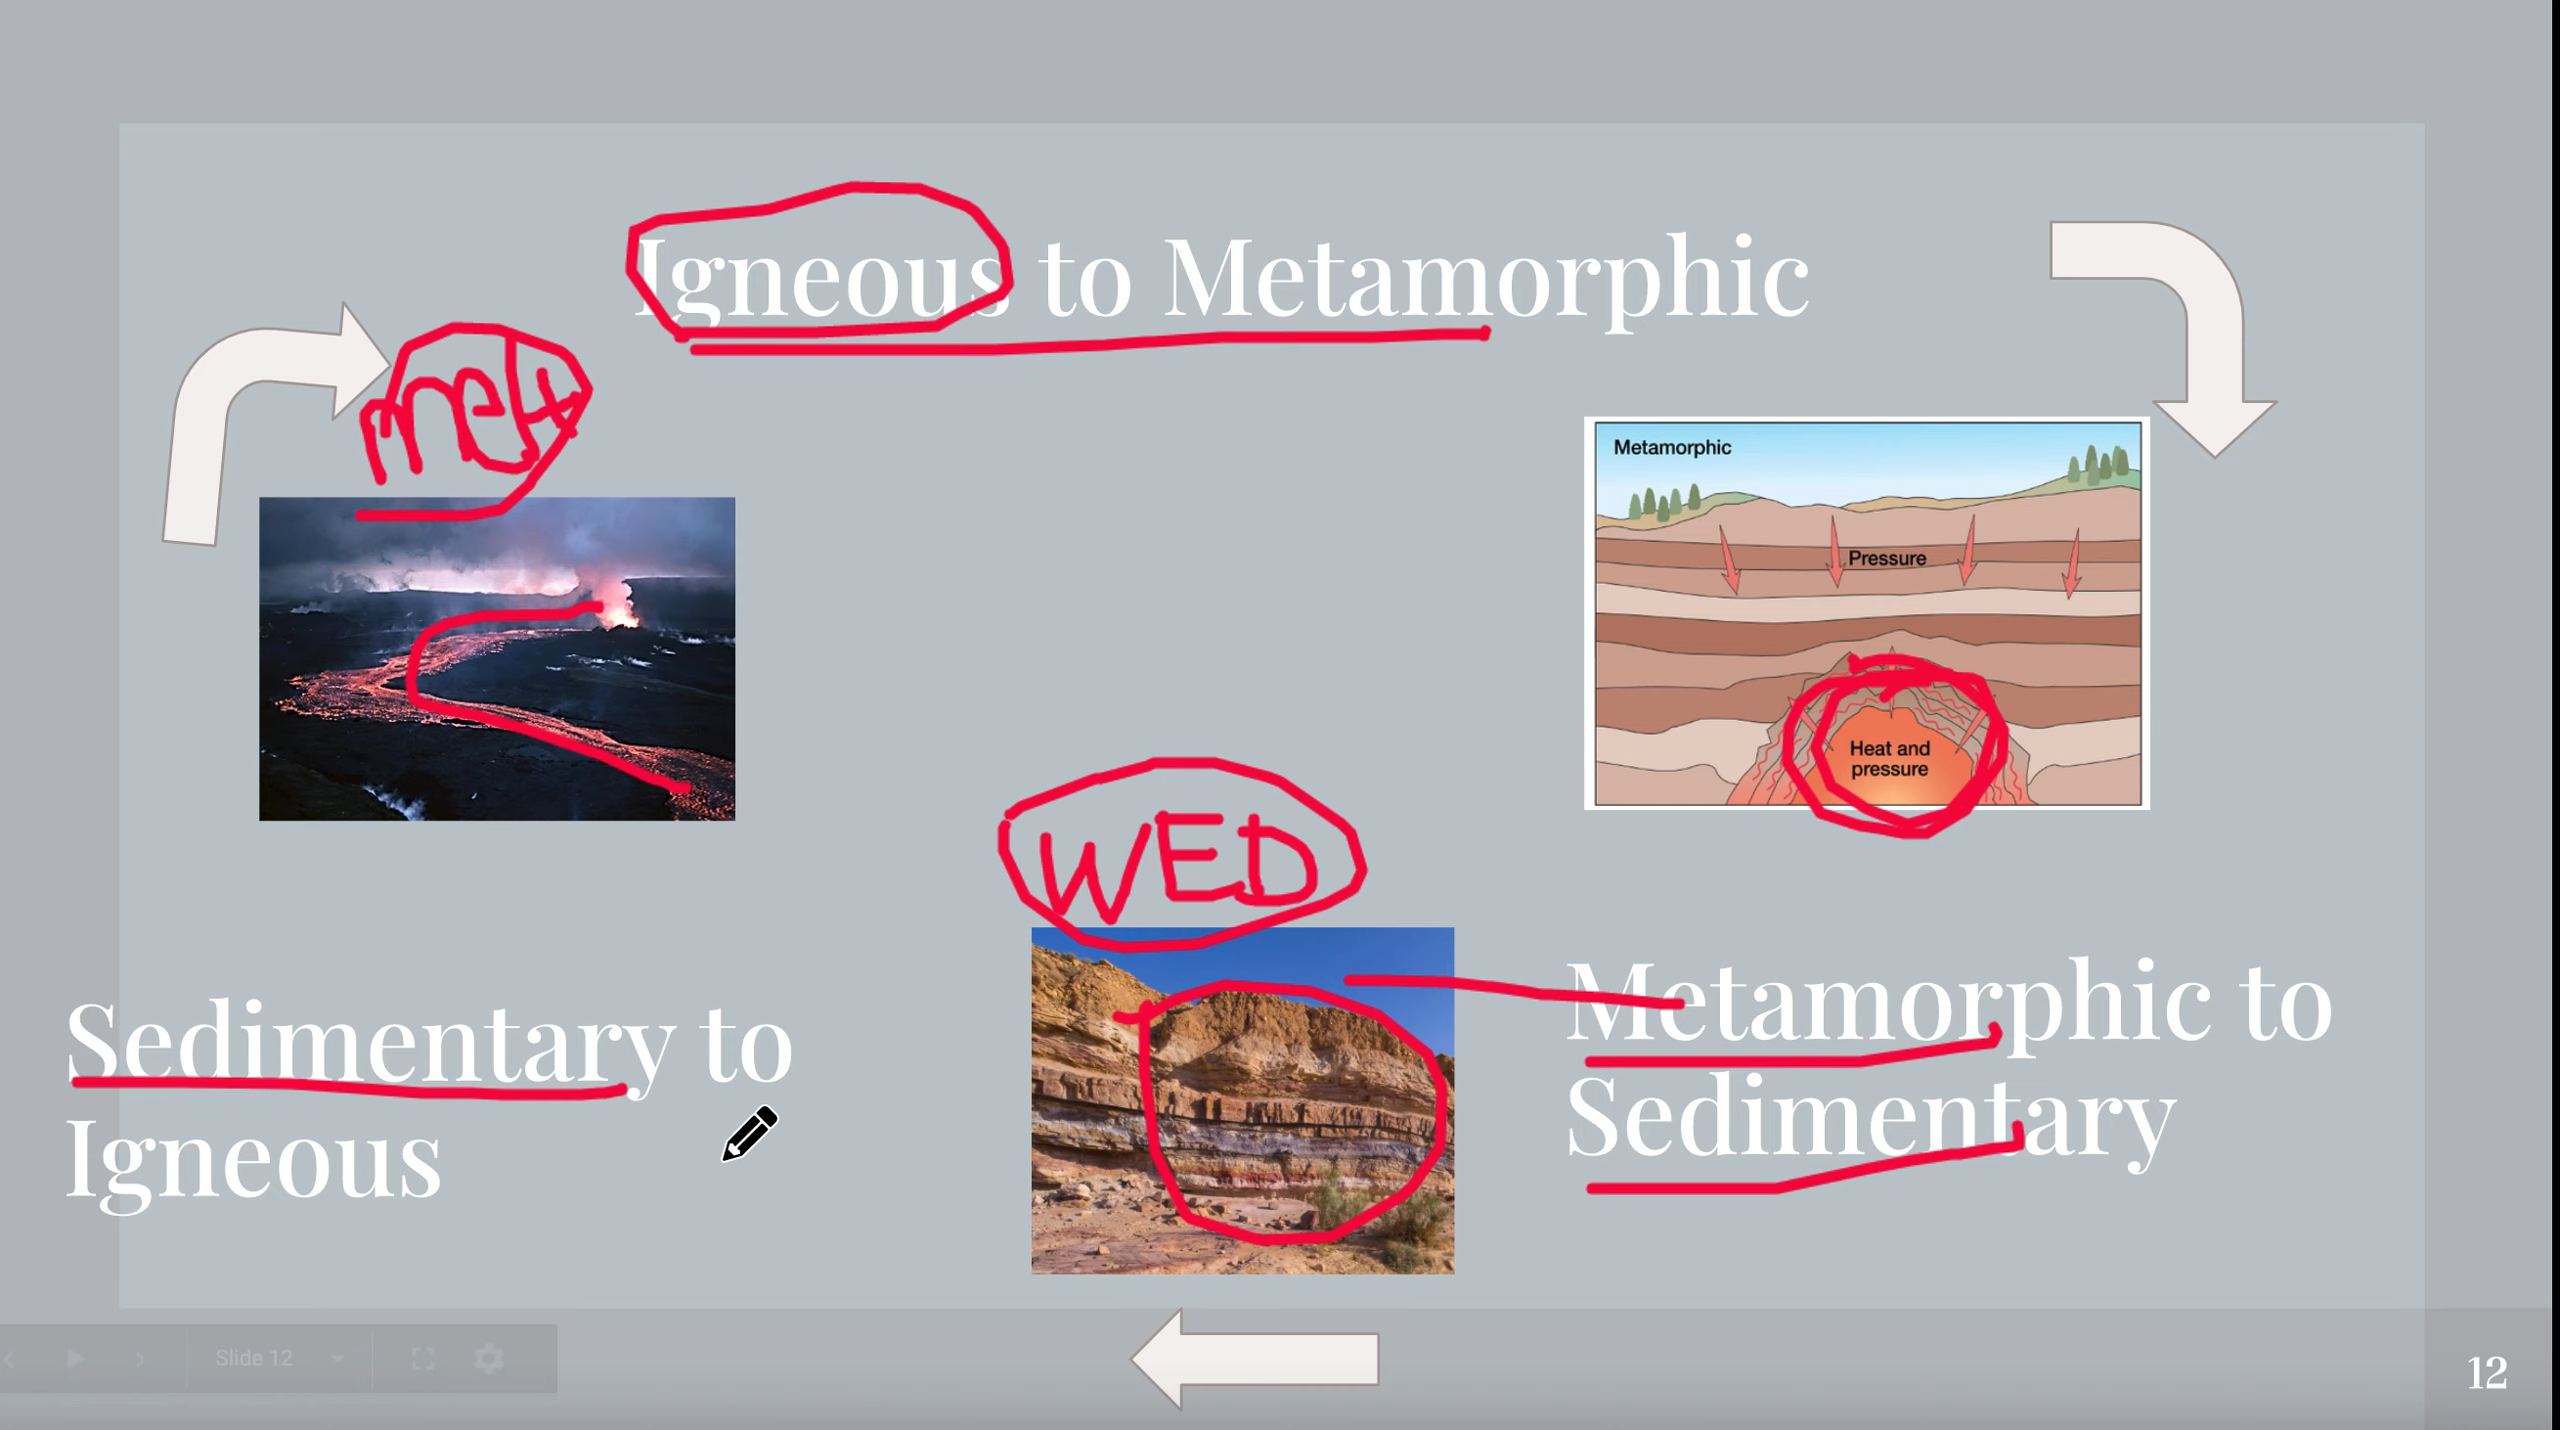 Igneous to Metamorphic
melt
Metamorphic
Pressure
Heat and
pressure
WED
Sedimentary to
Igneous
Metamorphic to
Sedimentary
Slide 12
12